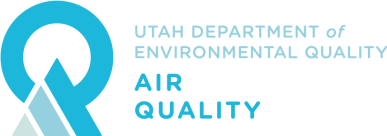 UTAH DEPARTMENT of
ENVIRONMENTAL QUALITY
AIR
QUALITY